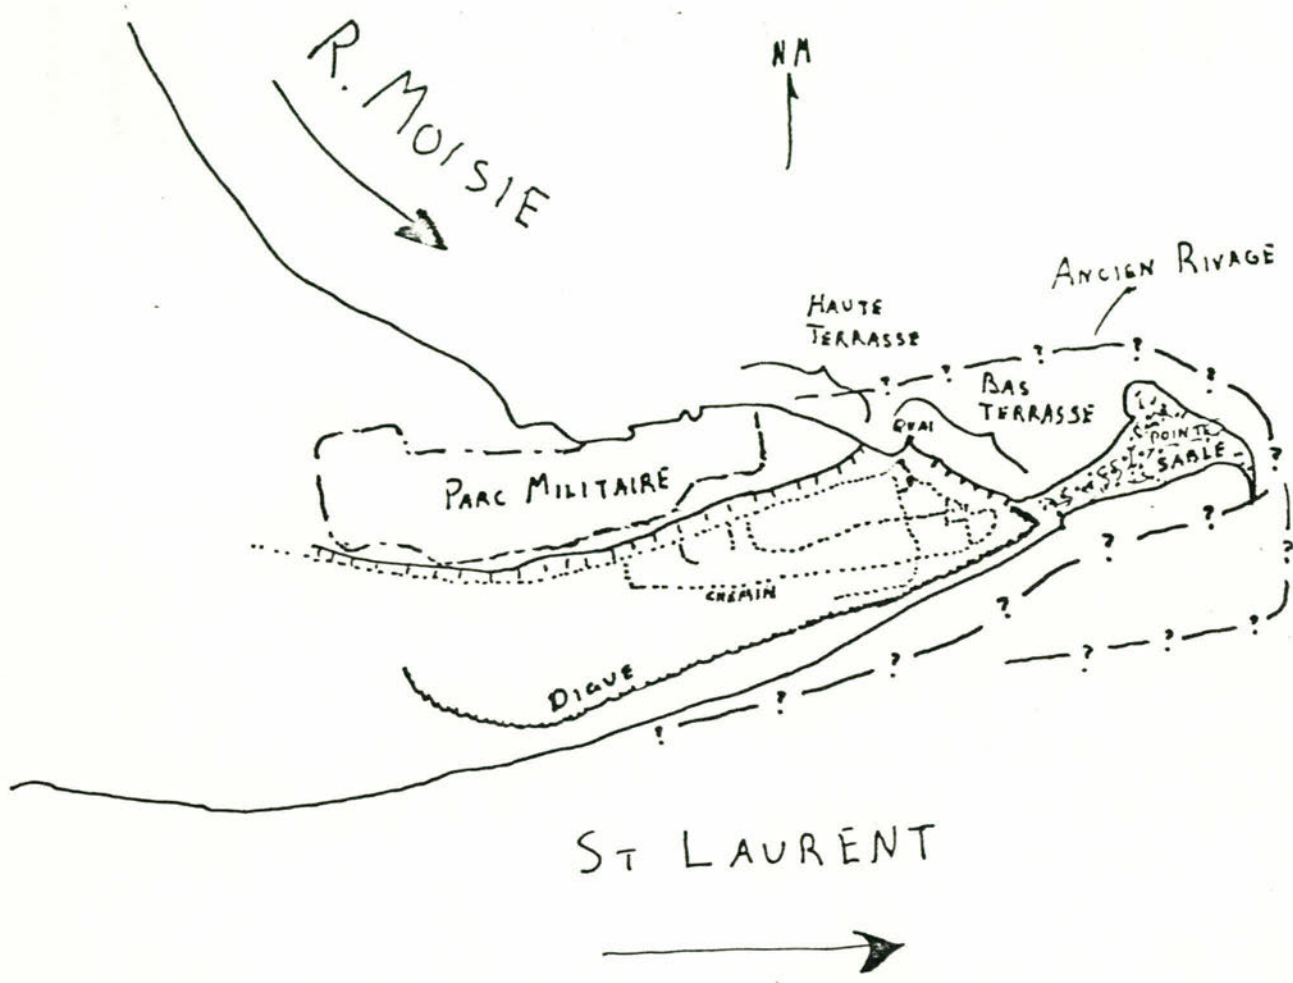 R. MOISIE
NM
ANCIEN RIVAGE
HAUTE
TERRASSE
BAS
TERRASSE
QUAI
POINTE
SABLE
PARC MILITAIRE
CHEMIN
DIGUE
? ? ? ? ? ? ?
? ? ? ? ? ?
? ? ? ?
ST LAURENT